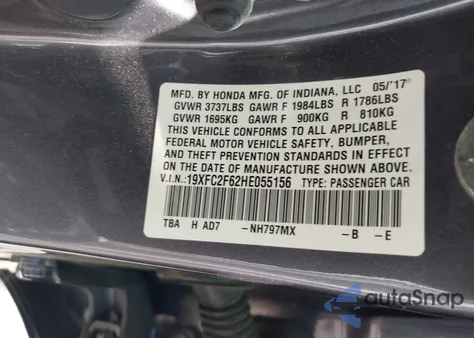 MFD. BY HONDA MFG. OF INDIANA, LLC 05/'17
GVWR 3737LBS GAWR F 1984LBS R 1786LBS
GVWR 1695KG GAWR F 900KG R 810KG
THIS VEHICLE CONFORMS TO ALL APPLICABLE
FEDERAL MOTOR VEHICLE SAFETY, BUMPER,
AND THEFT PREVENTION STANDARDS IN EFFECT
ON THE DATE OF MANUFACTURE SHOWN ABOVE.
V.I.N.:19XFC2F62HE055156 TYPE: PASSENGER CAR
TBA H AD7 -NH797MX -B -E
autoSnap